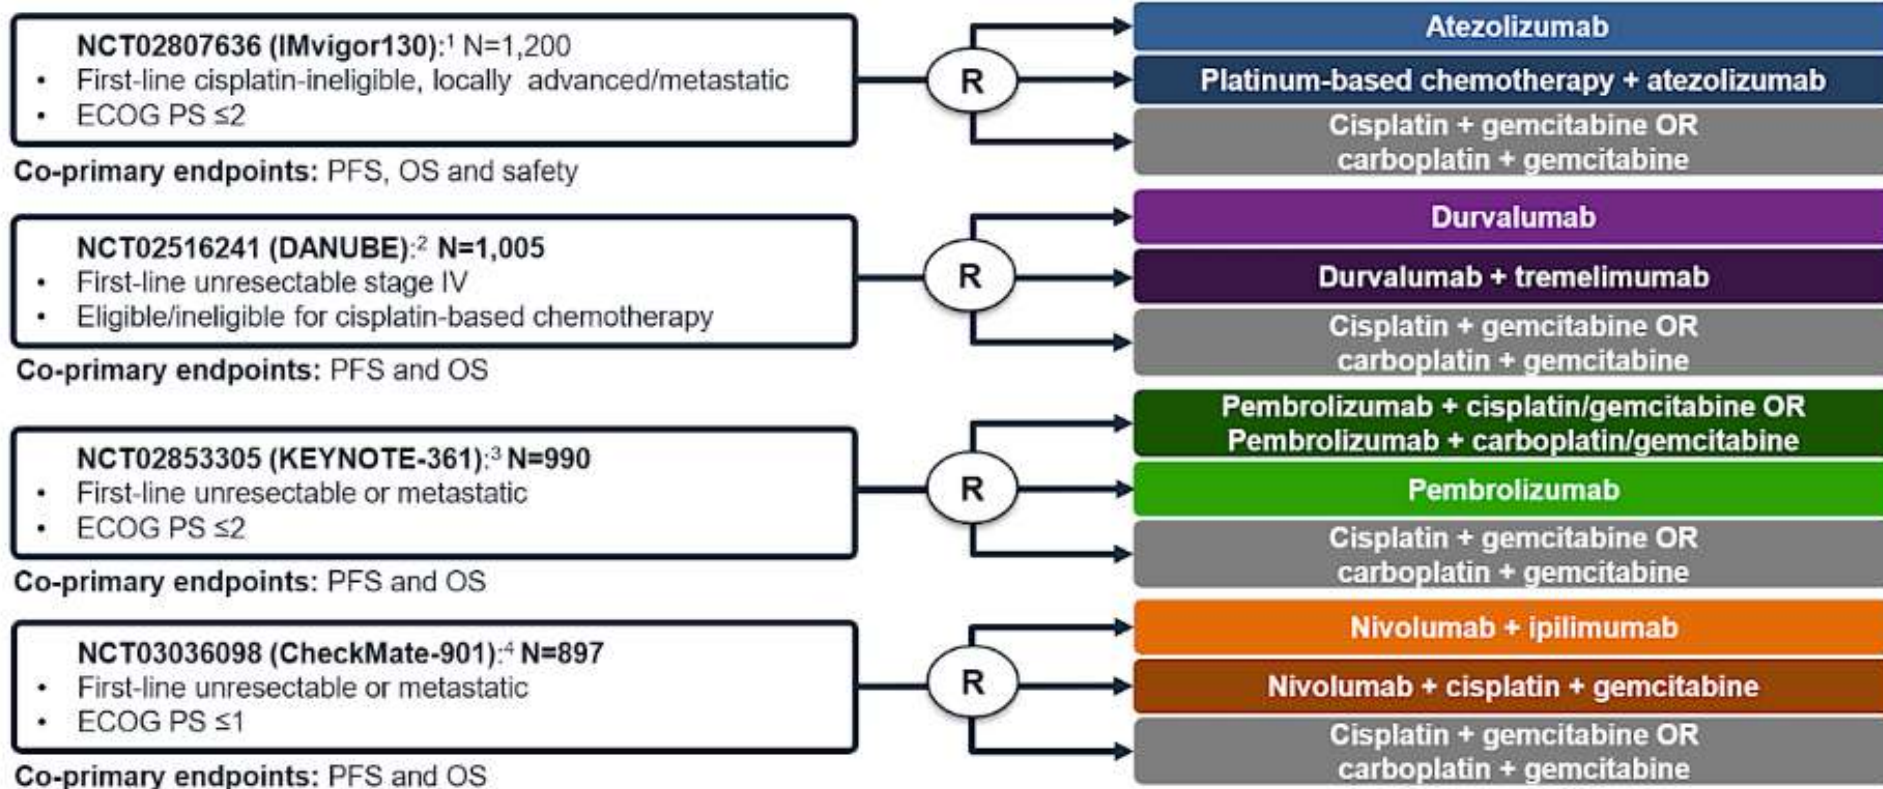 NCT02807636 (IMvigor130):¹ N=1,200
• First-line cisplatin-ineligible, locally advanced/metastatic
• ECOG PS ≤2
Co-primary endpoints: PFS, OS and safety
R
Atezolizumab
Platinum-based chemotherapy + atezolizumab
Cisplatin + gemcitabine OR
carboplatin + gemcitabine
NCT02516241 (DANUBE):² N=1,005
• First-line unresectable stage IV
• Eligible/ineligible for cisplatin-based chemotherapy
Co-primary endpoints: PFS and OS
R
Durvalumab
Durvalumab + tremelimumab
Cisplatin + gemcitabine OR
carboplatin + gemcitabine
NCT02853305 (KEYNOTE-361):³ N=990
• First-line unresectable or metastatic
• ECOG PS ≤2
Co-primary endpoints: PFS and OS
R
Pembrolizumab + cisplatin/gemcitabine OR
Pembrolizumab + carboplatin/gemcitabine
Pembrolizumab
Cisplatin + gemcitabine OR
carboplatin + gemcitabine
NCT03036098 (CheckMate-901):⁴ N=897
• First-line unresectable or metastatic
• ECOG PS ≤1
Co-primary endpoints: PFS and OS
R
Nivolumab + ipilimumab
Nivolumab + cisplatin + gemcitabine
Cisplatin + gemcitabine OR
carboplatin + gemcitabine